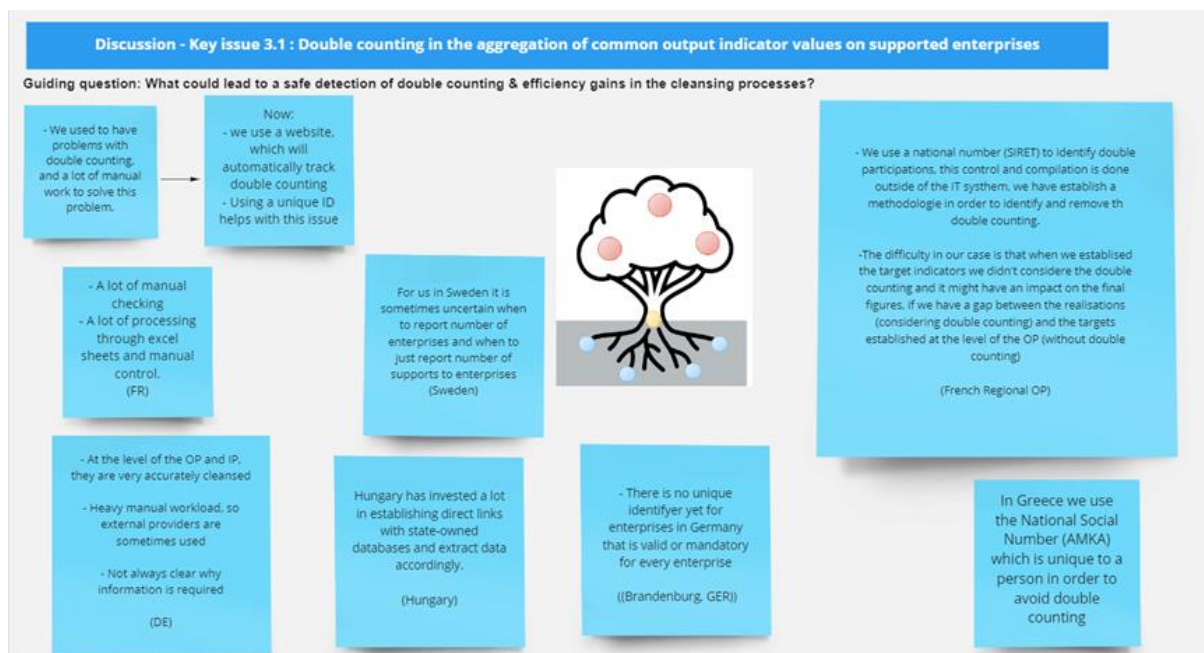 Discussion - Key issue 3.1 : Double counting in the aggregation of common output indicator values on supported enterprises
Guiding question: What could lead to a safe detection of double counting & efficiency gains in the cleansing processes?
- We used to have
problems with
double counting,
and a lot of manual
work to solve this
problem.
Now:
- we use a website,
which will
automatically track
double counting
- Using a unique ID
helps with this issue
- We use a national number (SiRET) to identify double
participations, this control and compilation is done
outside of the IT systhem, we have establish a
methodologie in order to identify and remove th
double counting.
-The difficulty in our case is that when we establised
the target indicators we didn't considere the double
counting and it might have an impact on the final
figures, if we have a gap between the realisations
(considering double counting) and the targets
established at the level of the OP (without double
counting)
(French Regional OP)
- A lot of manual
checking
- A lot of processing
through excel
sheets and manual
control.
(FR)
For us in Sweden it is
sometimes uncertain when
to report number of
enterprises and when to
just report number of
supports to enterprises
(Sweden)
- At the level of the OP and IP,
they are very accurately cleansed
- Heavy manual workload, so
external providers are
sometimes used
- Not always clear why
information is required
(DE)
Hungary has invested a lot
in establishing direct links
with state-owned
databases and extract data
accordingly.
(Hungary)
- There is no unique
identifyer yet for
enterprises in Germany
that is valid or mandatory
for every enterprise
((Brandenburg, GER))
In Greece we use
the National Social
Number (AMKA)
which is unique to a
person in order to
avoid double
counting